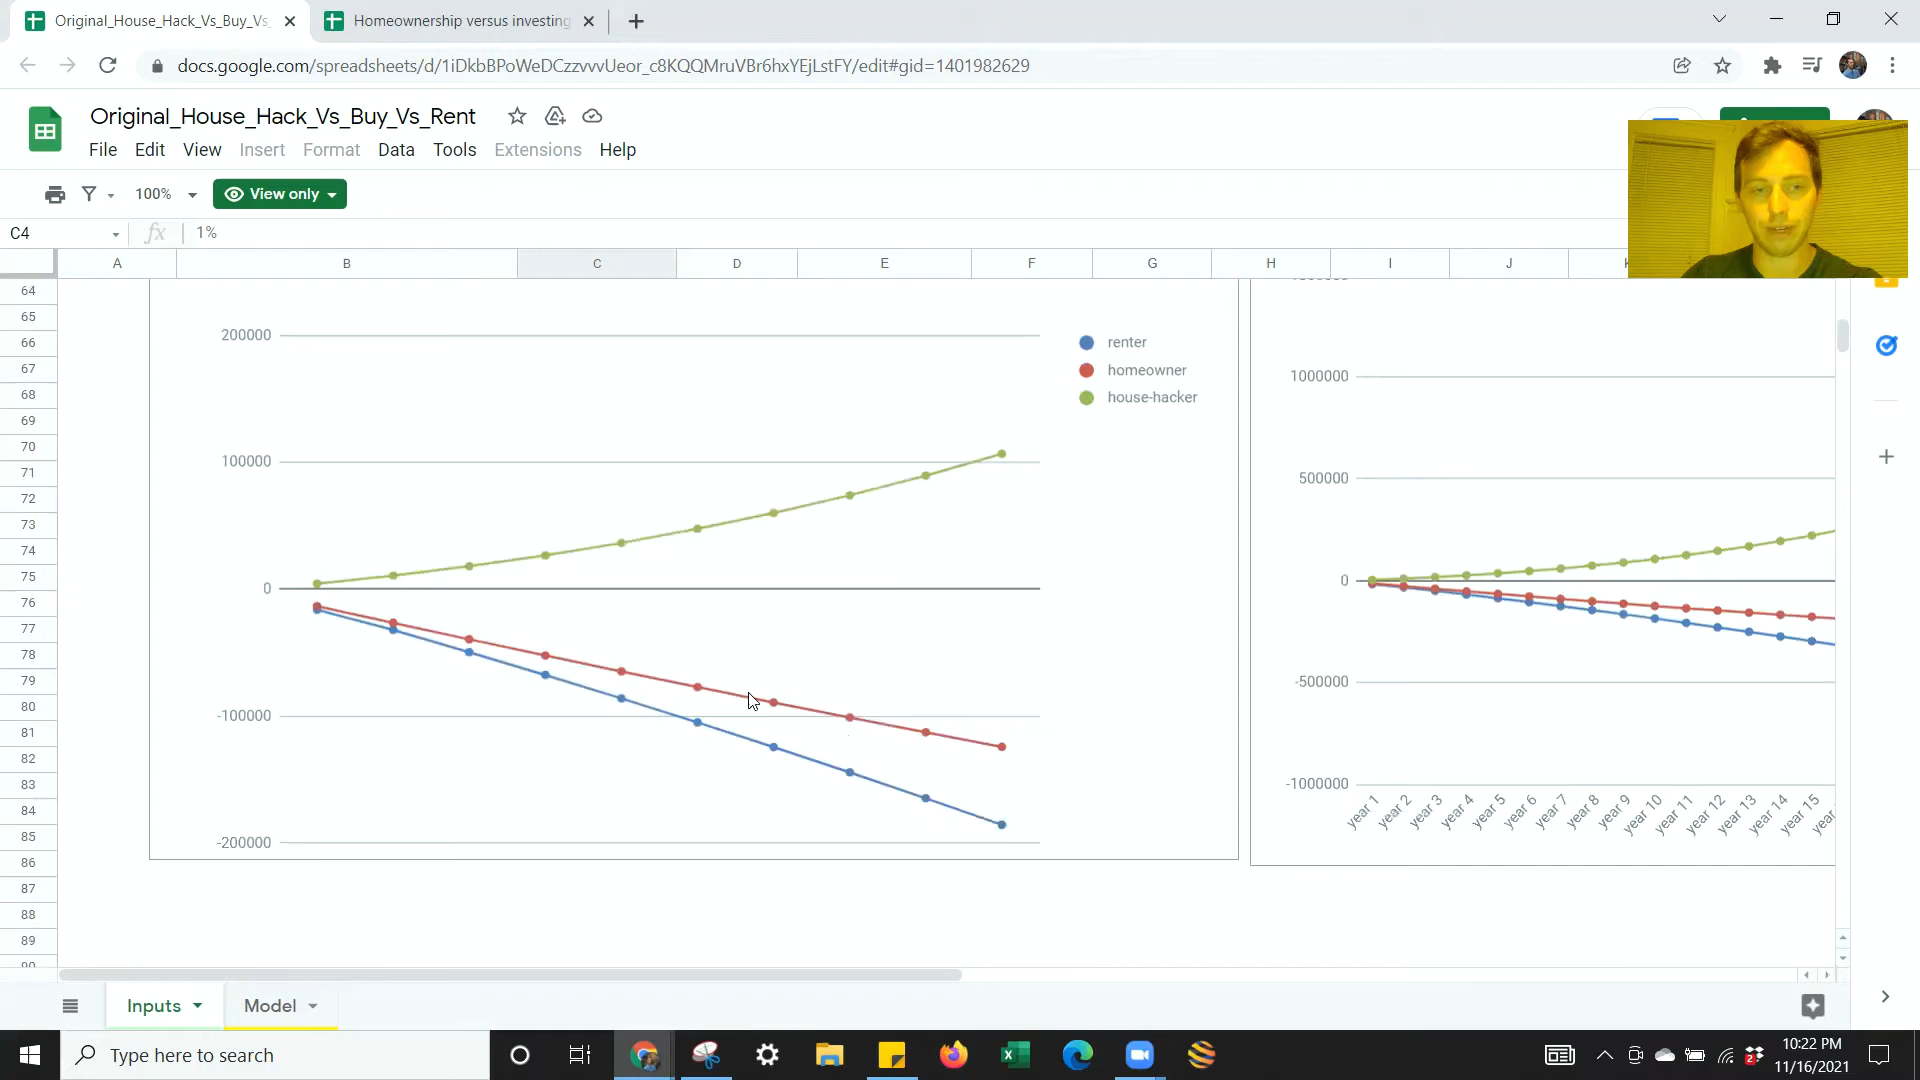 Original_House_Hack_Vs_Buy_Vs_
Homeownership versus investing
docs.google.com/spreadsheets/d/1iDkbBPoWeDCzzvvvUeor_c8KQQMruVBr6hxYEjLstFY/edit#gid=1401982629
Original_House_Hack_Vs_Buy_Vs_Rent
File Edit View Insert Format Data Tools Extensions Help
100% View only
C4 fx 1%
A B C D E F G H I J
64
65
66
67
68
69
70
71
72
73
74
75
76
77
78
79
80
81
82
83
84
85
86
87
88
89
90
200000
100000
0
-100000
-200000
renter
homeowner
house-hacker
1000000
500000
0
-500000
-1000000
year 1 year 2 year 3 year 4 year 5 year 6 year 7 year 8 year 9 year 10 year 11 year 12 year 13 year 14 year 15
Inputs Model
Type here to search
2
10:22 PM
11/16/2021